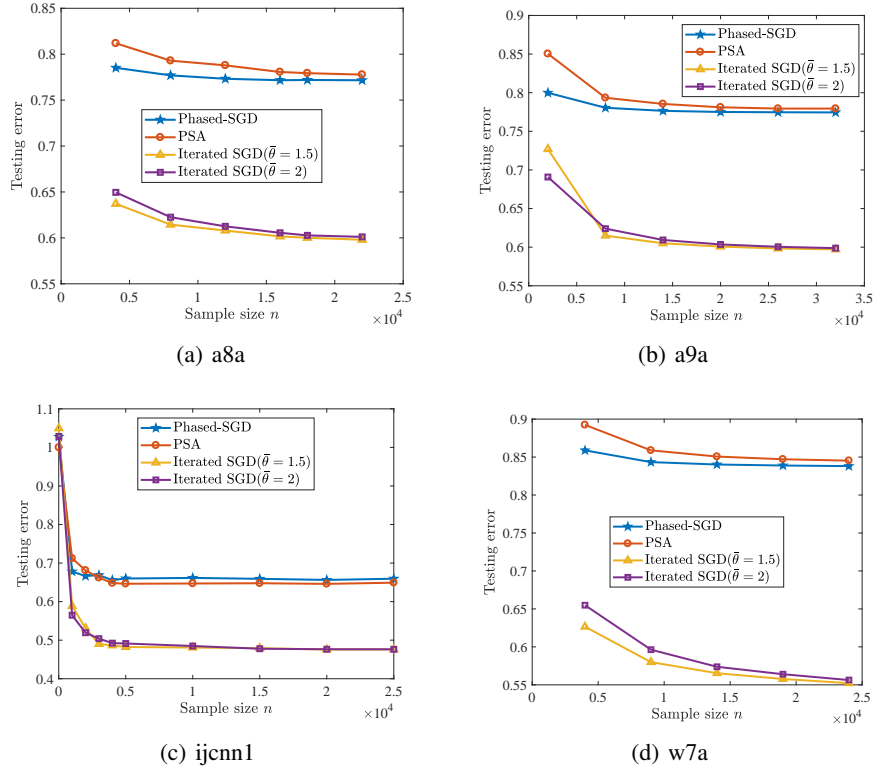 0.85
0.8
0.75
0.7
0.65
0.6
0.55
Testing error
Phased-SGD
PSA
Iterated SGD(θ̄ = 1.5)
Iterated SGD(θ̄ = 2)
0 0.5 1 1.5 2 2.5
Sample size n
×10⁴
(a) a8a
0.9
0.85
0.8
0.75
0.7
0.65
0.6
0.55
Testing error
Phased-SGD
PSA
Iterated SGD(θ̄ = 1.5)
Iterated SGD(θ̄ = 2)
0 0.5 1 1.5 2 2.5 3 3.5
Sample size n
×10⁴
(b) a9a
1.1
1
0.9
0.8
0.7
0.6
0.5
0.4
Testing error
Phased-SGD
PSA
Iterated SGD(θ̄ = 1.5)
Iterated SGD(θ̄ = 2)
0 0.5 1 1.5 2 2.5
Sample size n
×10⁴
(c) ijcnn1
0.9
0.85
0.8
0.75
0.7
0.65
0.6
0.55
Testing error
Phased-SGD
PSA
Iterated SGD(θ̄ = 1.5)
Iterated SGD(θ̄ = 2)
0 0.5 1 1.5 2 2.5
Sample size n
×10⁴
(d) w7a